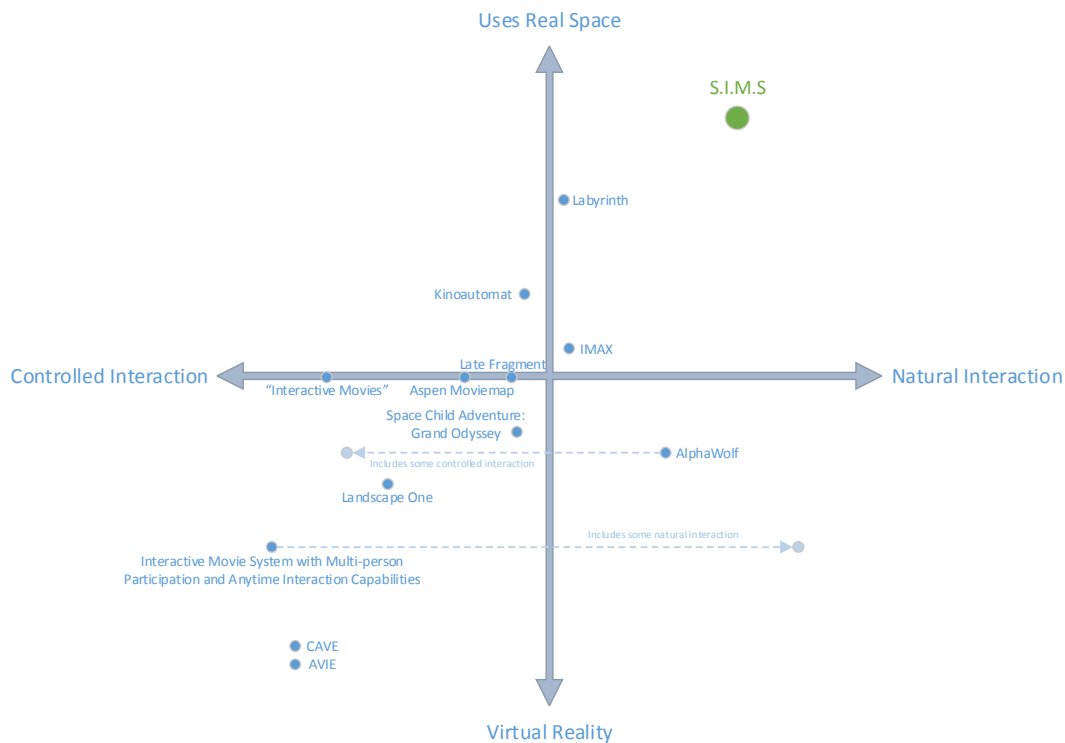 Uses Real Space
S.I.M.S
Labyrinth
Kinoautomat
IMAX
Late Fragment
Controlled Interaction
Natural Interaction
“Interactive Movies”
Aspen Moviemap
Space Child Adventure:
Grand Odyssey
AlphaWolf
Includes some controlled interaction
Landscape One
Includes some natural interaction
Interactive Movie System with Multi-person
Participation and Anytime Interaction Capabilities
CAVE
AVIE
Virtual Reality